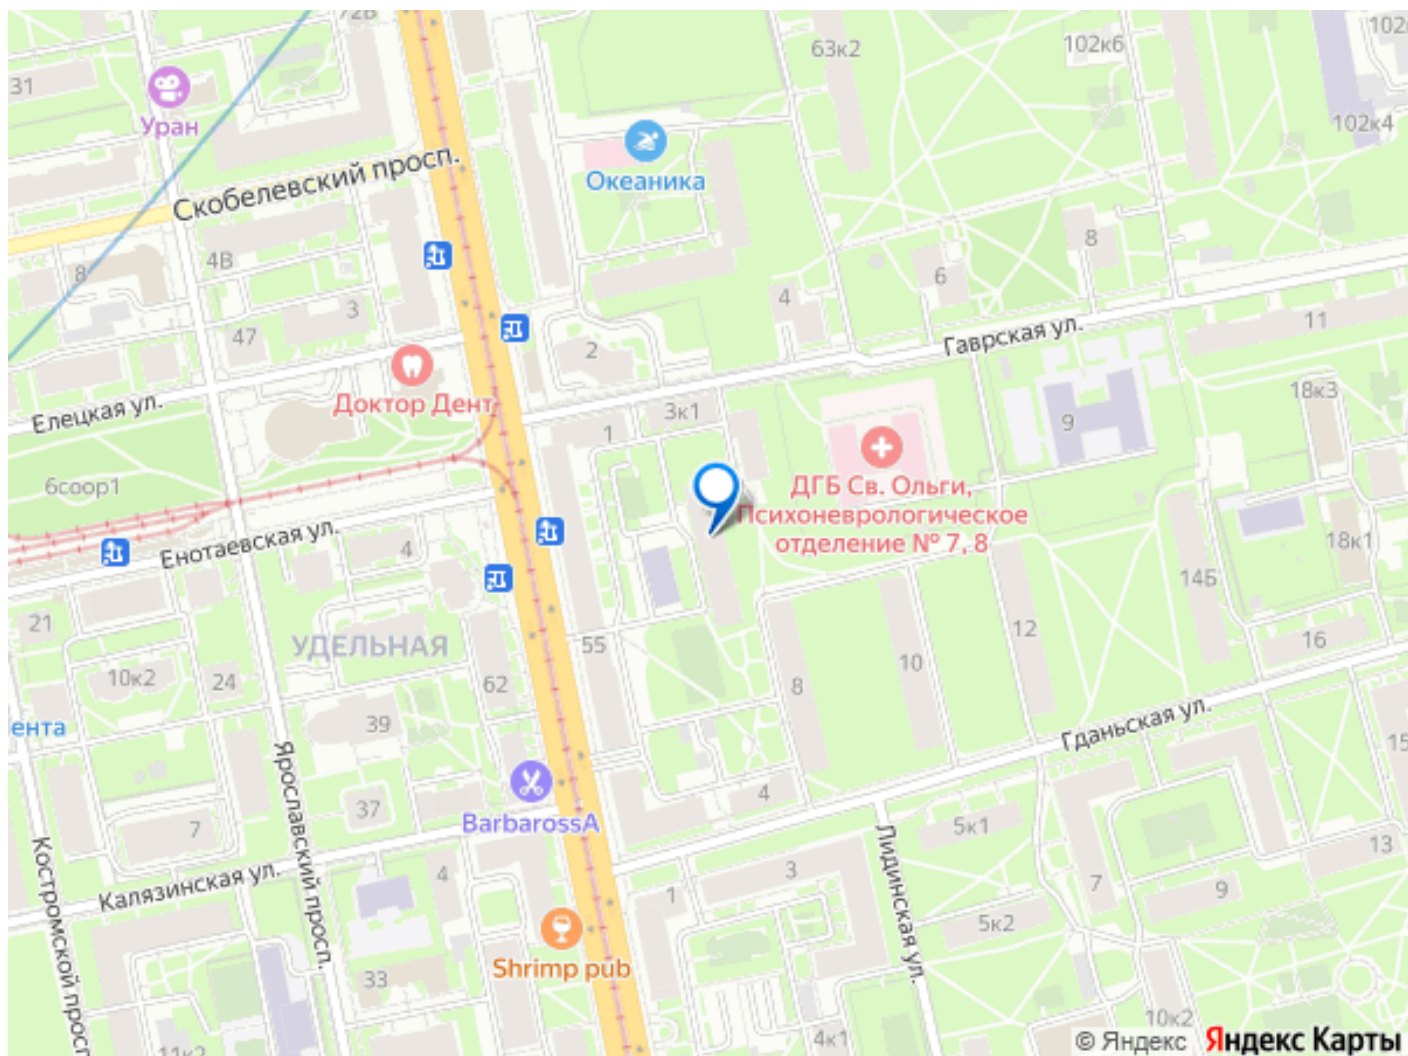 72В
63к2
102к6
102
31
Уран
102к4
Скобелевский просп.
Океаника
8
4В
8
6
4
3
47
2
11
Гаврская ул.
Доктор Дент
Елецкая ул.
3к1
1
18к3
9
6соор1
ДГБ Св. Ольги,
Психоневрологическое
отделение № 7, 8
Енотаевская ул.
4
18к1
14Б
21
УДЕЛЬНАЯ
55
12
16
10к2
24
62
8
10
39
ента
Гданьская ул.
15
Ярославский просп.
37
BarbarossA
4
7
5к1
13
Костромской просп
Калязинская ул.
4
3
Лидинская ул.
7
9
1
5к2
Shrimp pub
33
10к2
4к1
11к2
© Яндекс Яндекс Карты